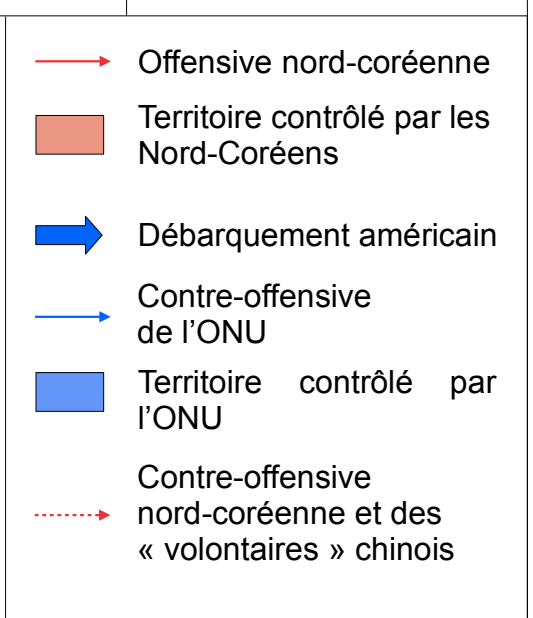 Offensive nord-coréenne
Territoire contrôlé par les
Nord-Coréens
Débarquement américain
Contre-offensive
de l’ONU
Territoire contrôlé par
l’ONU
Contre-offensive
nord-coréenne et des
« volontaires » chinois